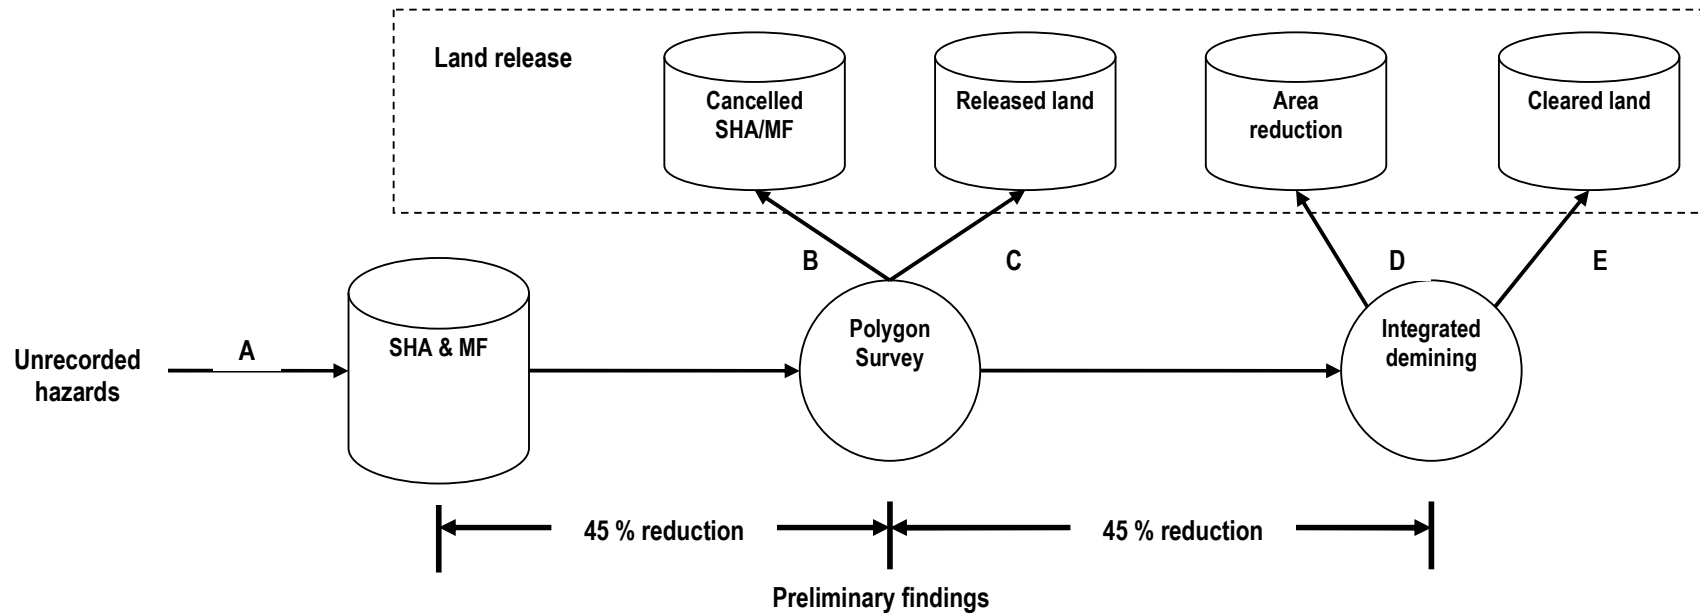 Land release
Cancelled
SHA/MF
Released land
Area
reduction
Cleared land
B
C
D
E
A
Unrecorded
hazards
SHA & MF
Polygon
Survey
Integrated
demining
45 % reduction
45 % reduction
Preliminary findings